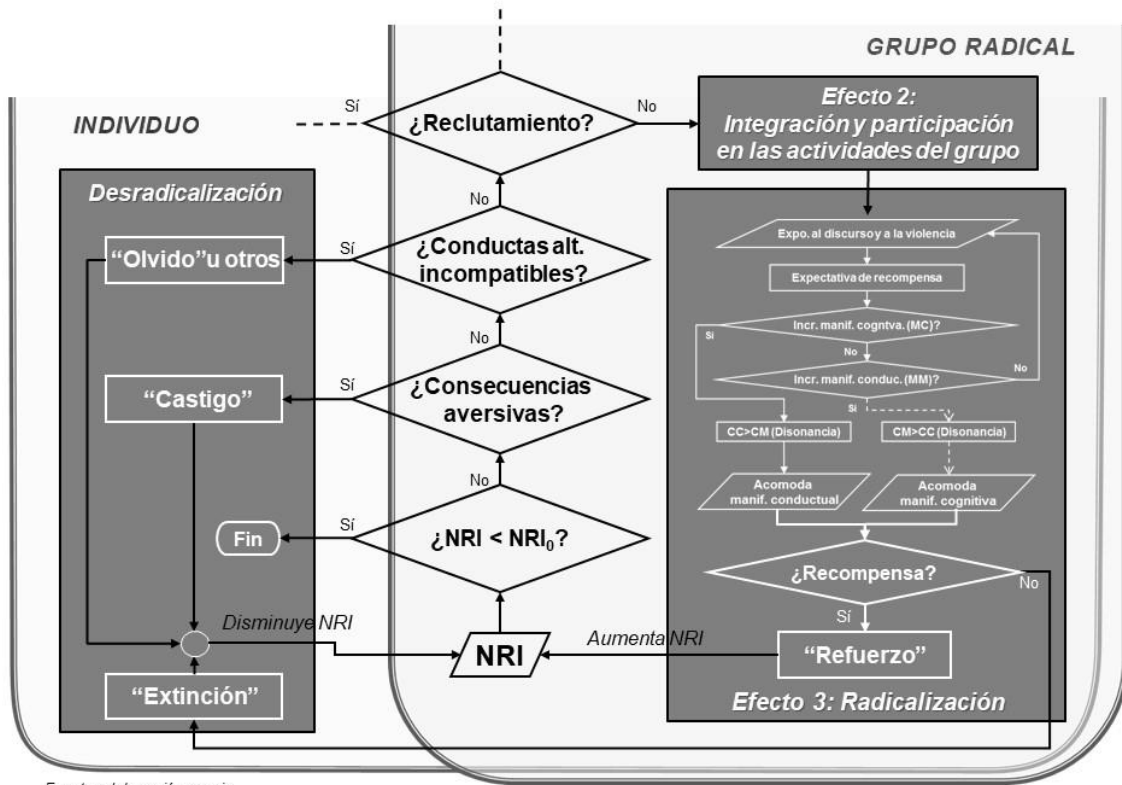 GRUPO RADICAL
INDIVIDUO
Sí
¿Reclutamiento?
No
Efecto 2:
Integración y participación
en las actividades del grupo
Desradicalización
No
"Olvido"u otros
Sí
¿Conductas alt.
incompatibles?
Expo. al discurso y a la violencia
Expectativa de recompensa
Incr. manif. cogntva. (MC)?
Sí
No
No
Incr. manif. conduc. (MM)?
No
"Castigo"
Sí
¿Consecuencias
aversivas?
Sí
CC>CM (Disonancia)
CM>CC (Disonancia)
No
Acomoda
manif. conductual
Acomoda
manif. cognitiva
Fin
Sí
¿NRI < NRI₀?
¿Recompensa?
No
Sí
Disminuye NRI
NRI
Aumenta NRI
"Refuerzo"
"Extinción"
Efecto 3: Radicalización